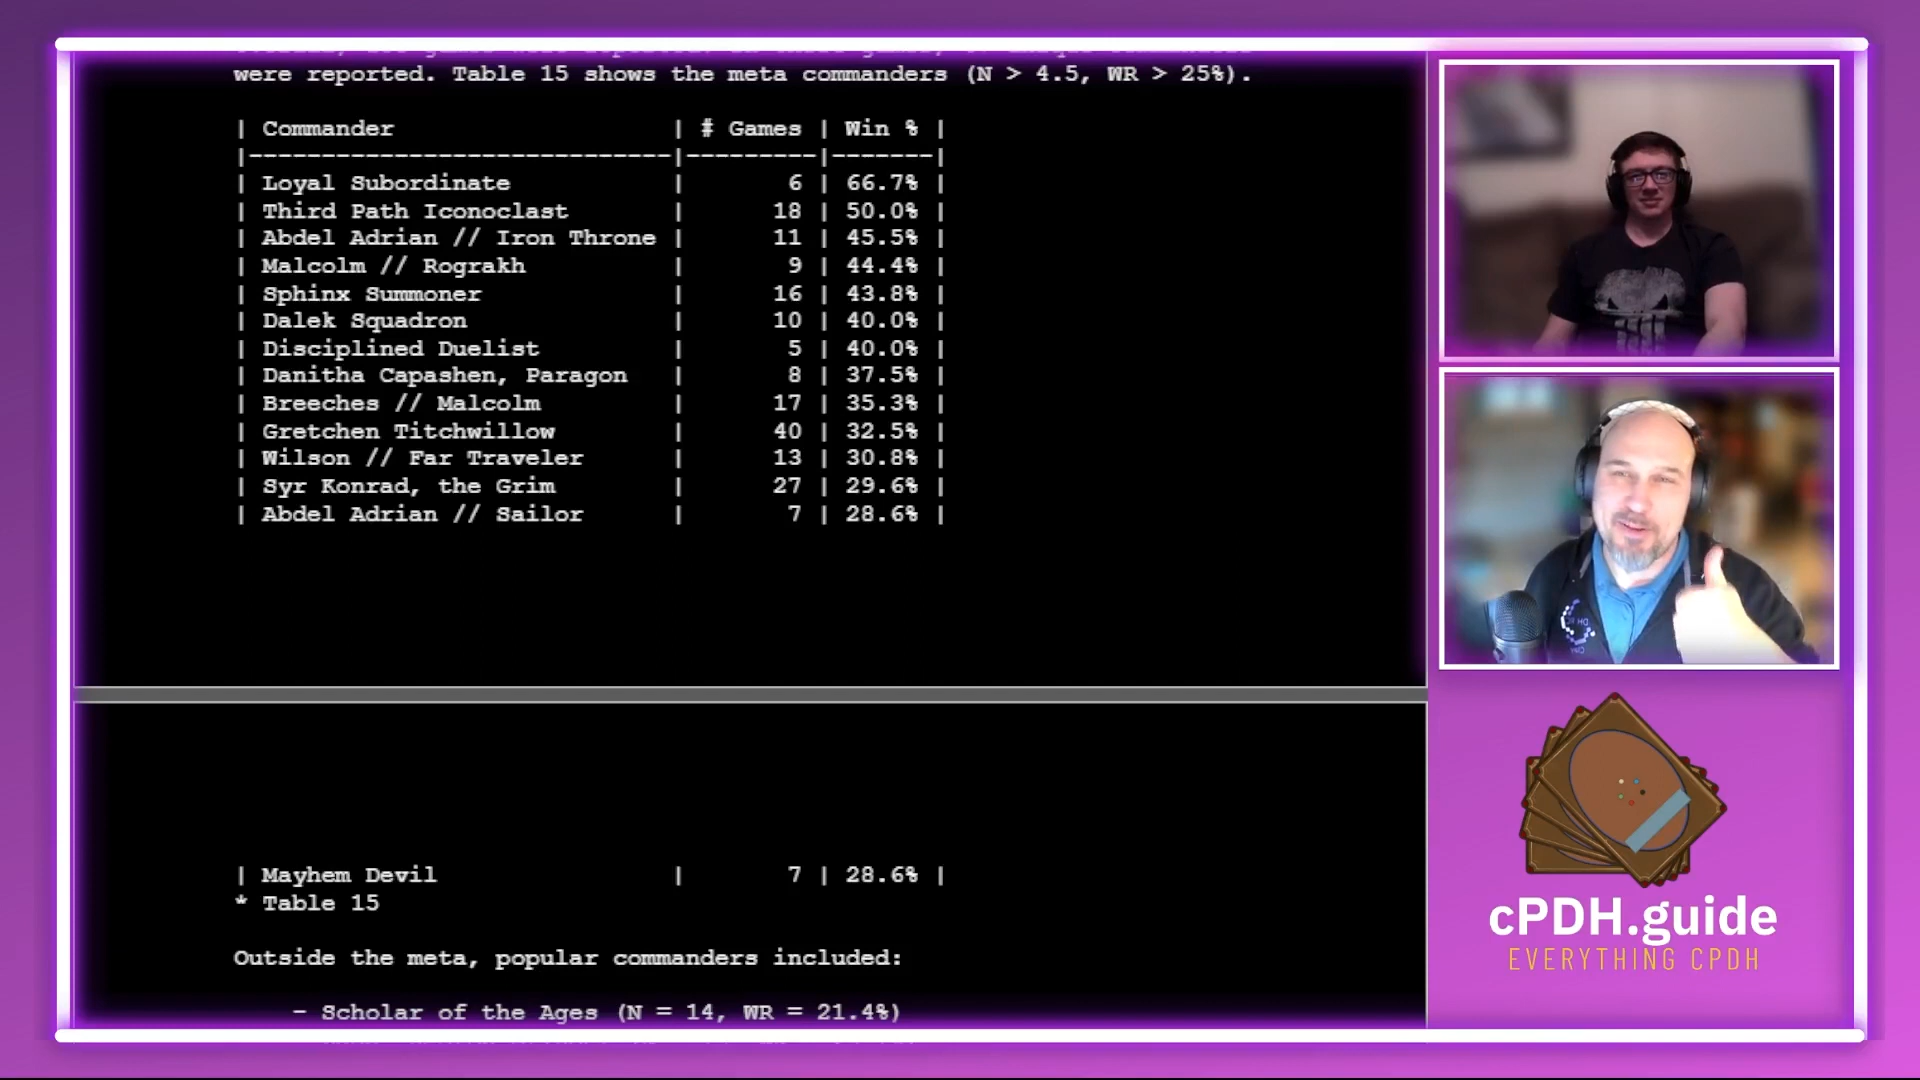 were reported. Table 15 shows the meta commanders (N > 4.5, WR > 25%).
| Commander | # Games | Win % |
|-----------------------------|---------|-------|
| Loyal Subordinate | 6 | 66.7% |
| Third Path Iconoclast | 18 | 50.0% |
| Abdel Adrian // Iron Throne | 11 | 45.5% |
| Malcolm // Rograkh | 9 | 44.4% |
| Sphinx Summoner | 16 | 43.8% |
| Dalek Squadron | 10 | 40.0% |
| Disciplined Duelist | 5 | 40.0% |
| Danitha Capashen, Paragon | 8 | 37.5% |
| Breeches // Malcolm | 17 | 35.3% |
| Gretchen Titchwillow | 40 | 32.5% |
| Wilson // Far Traveler | 13 | 30.8% |
| Syr Konrad, the Grim | 27 | 29.6% |
| Abdel Adrian // Sailor | 7 | 28.6% |
| Mayhem Devil | 7 | 28.6% |
* Table 15
Outside the meta, popular commanders included:
- Scholar of the Ages (N = 14, WR = 21.4%)
cPDH.guide
EVERYTHING CPDH